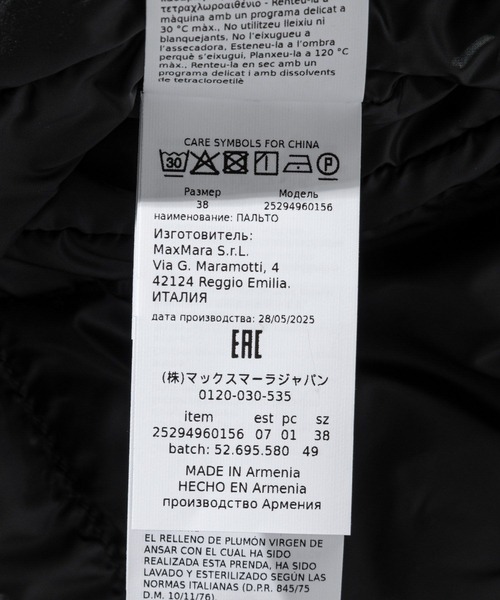 τετραχλωροαιθένιο - Renteu-la a
màquina amb un programa delicat a
30 °C màx., No utilitzeu lleixiu ni
blanquejants, No l'eixugueu a
l'assecadora, Esteneu-la a l'ombra
perquè s'eixugui, Planxeu-la a 120 °C
màx., Renteu-la en sec amb un
programa delicat i amb dissolvents
de tetracloroetilè
CARE SYMBOLS FOR CHINA
30 P
Размер Модель
38 25294960156
наименование: ПАЛЬТО
Изготовитель:
MaxMara S.r.L.
Via G. Maramotti, 4
42124 Reggio Emilia.
ИТАЛИЯ
дата производства: 28/05/2025
EAC
(株)マックスマーラジャパン
0120-030-535
item est pc sz
25294960156 07 01 38
batch: 52.695.580 49
MADE IN Armenia
HECHO EN Armenia
производство Армения
EL RELLENO DE PLUMÓN VIRGEN DE
ANSAR CON EL CUAL HA SIDO
REALIZADA ESTA PRENDA, HA SIDO
LAVADO Y ESTERILIZADO SEGÚN LAS
NORMAS ITALIANAS (D.P.R. 845/75
D.M. 10/11/76)